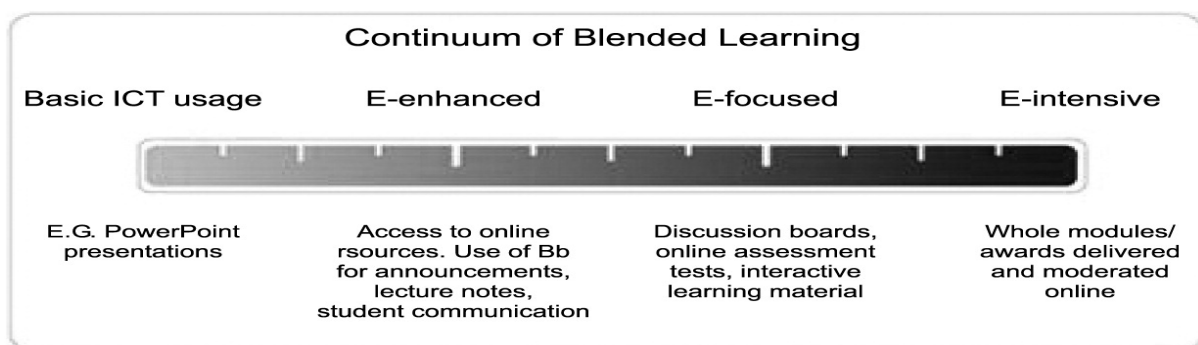 Continuum of Blended Learning
Basic ICT usage
E-enhanced
E-focused
E-intensive
E.G. PowerPoint
presentations
Access to online
rsources. Use of Bb
for announcements,
lecture notes,
student communication
Discussion boards,
online assessment
tests, interactive
learning material
Whole modules/
awards delivered
and moderated
online